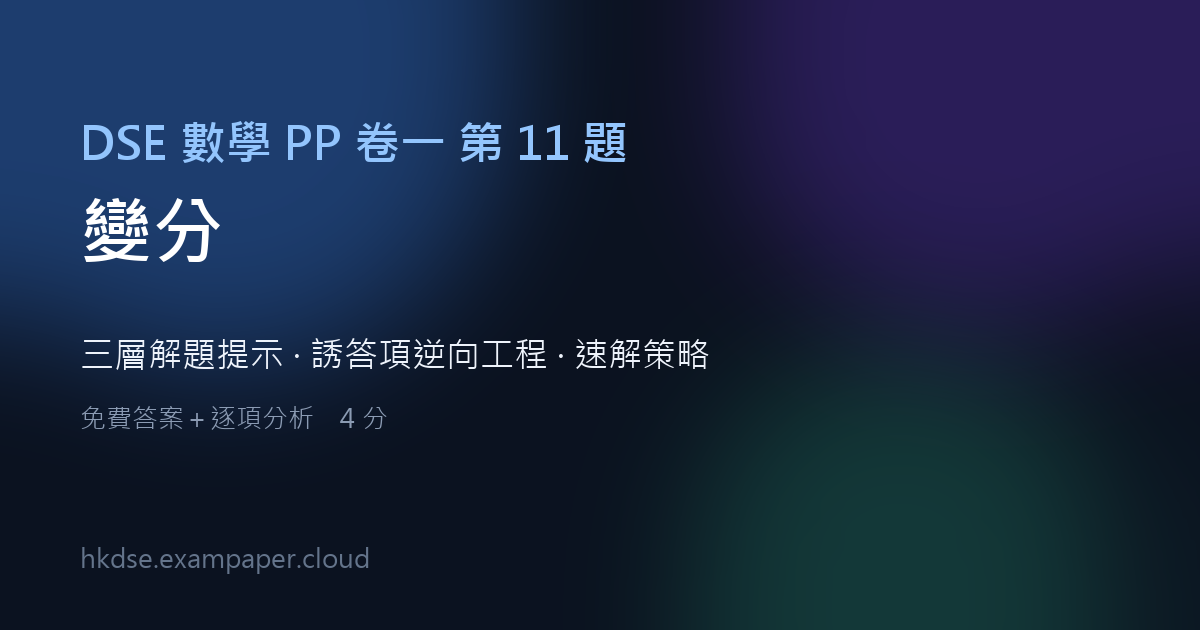 DSE 數學 PP 卷一 第 11 題
變分
三層解題提示 · 誘答項逆向工程 · 速解策略
免費答案 + 逐項分析　4 分
hkdse.exampaper.cloud